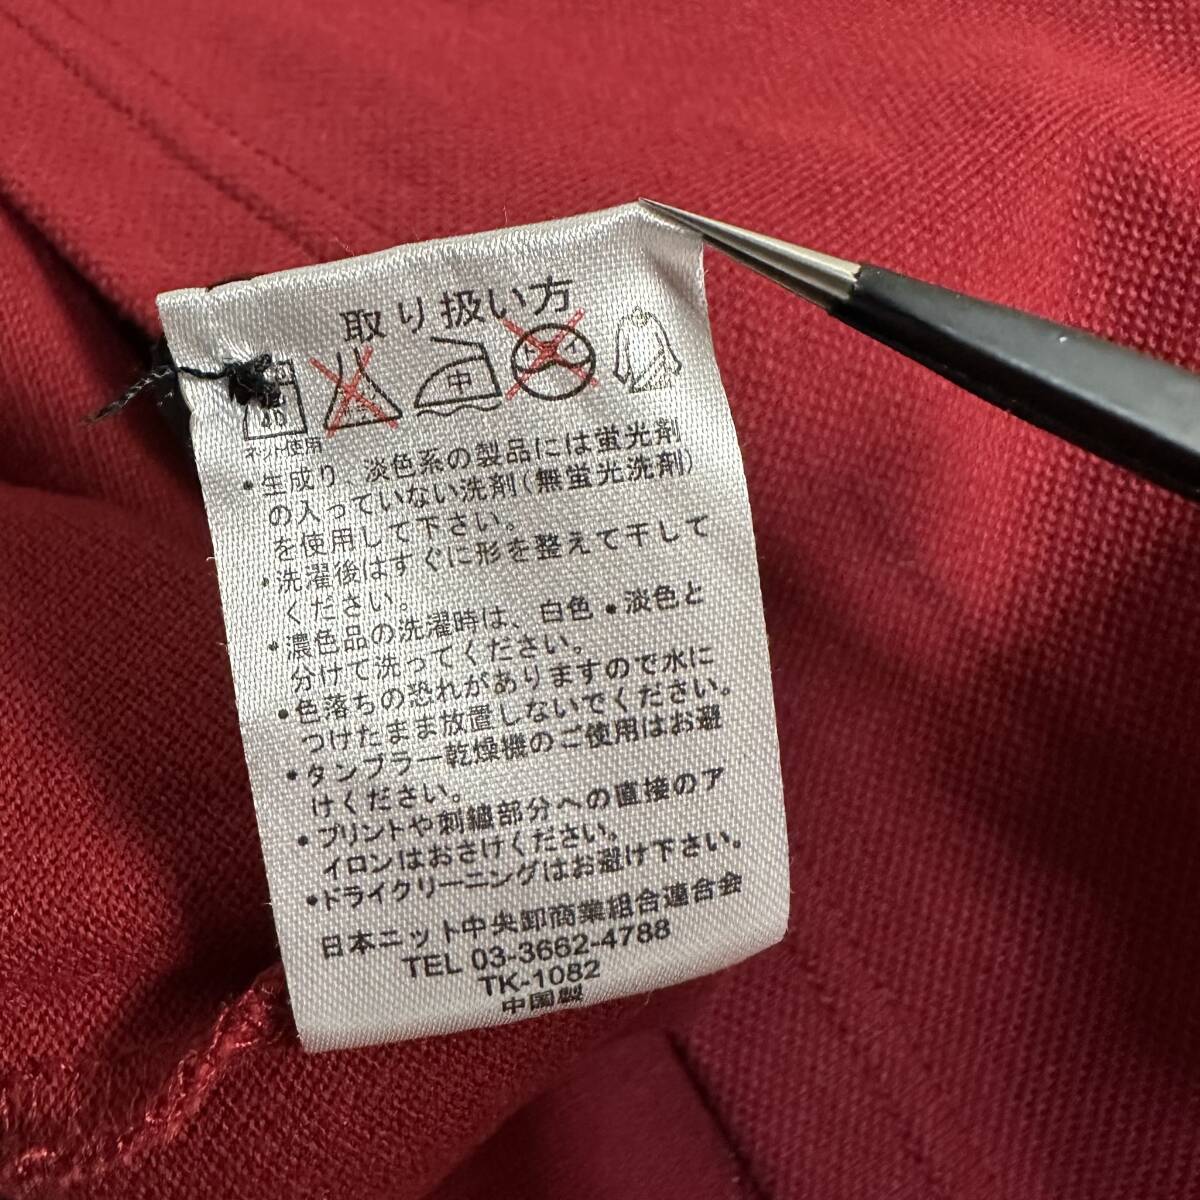 取り扱い方
中
ネット使用
・生成り、淡色系の製品には蛍光剤
の入っていない洗剤(無蛍光洗剤)
を使用して下さい。
・洗濯後はすぐに形を整えて干して
ください。
・濃色品の洗濯時は、白色・淡色と
分けて洗ってください。
・色落ちの恐れがありますので水に
つけたまま放置しないでください。
・タンブラー乾燥機のご使用はお避
けください。
・プリントや刺繍部分への直接のア
イロンはおさけください。
・ドライクリーニングはお避け下さい。
日本ニット中央卸商業組合連合会
TEL 03-3662-4788
TK-1082
中国製